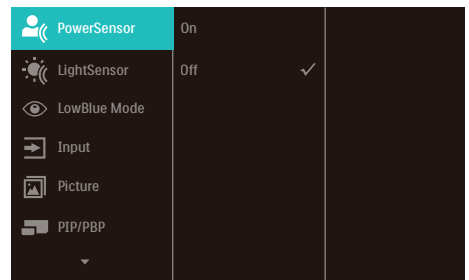 PowerSensor
On
LightSensor
Off
LowBlue Mode
Input
Picture
PIP/PBP